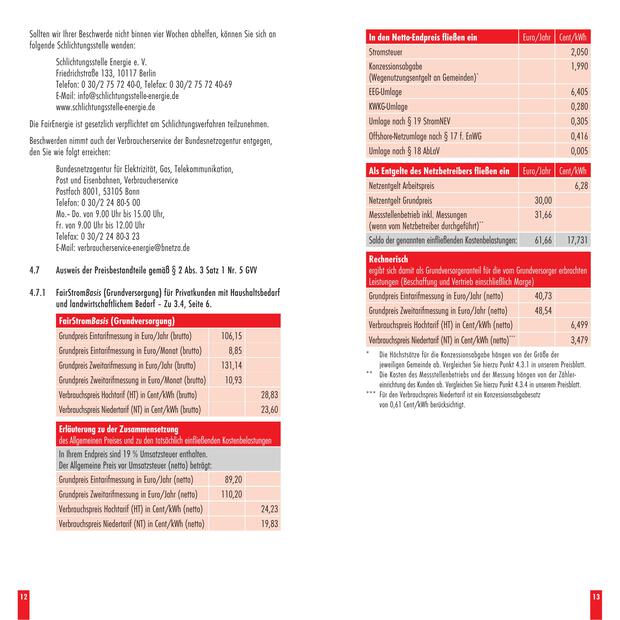 Sollten wir Ihrer Beschwerde nicht binnen vier Wochen abhelfen, können Sie sich an
folgende Schlichtungsstelle wenden:
Schlichtungsstelle Energie e. V.
Friedrichstraße 133, 10117 Berlin
Telefon: 0 30/2 75 72 40-0, Telefax: 0 30/2 75 72 40-69
E-Mail: info@schlichtungsstelle-energie.de
www.schlichtungsstelle-energie.de
Die FairEnergie ist gesetzlich verpflichtet am Schlichtungsverfahren teilzunehmen.
Beschwerden nimmt auch der Verbraucherservice der Bundesnetzagentur entgegen,
den Sie wie folgt erreichen:
Bundesnetzagentur für Elektrizität, Gas, Telekommunikation,
Post und Eisenbahnen, Verbraucherservice
Postfach 8001, 53105 Bonn
Telefon: 0 30/2 24 80-5 00
Mo.- Do. von 9.00 Uhr bis 15.00 Uhr,
Fr. von 9.00 Uhr bis 12.00 Uhr
Telefax: 0 30/2 24 80-3 23
E-Mail: verbraucherservice-energie@bnetza.de
4.7 Ausweis der Preisbestandteile gemäß § 2 Abs. 3 Satz 1 Nr. 5 GVV
4.7.1 FairStromBasis (Grundversorgung) für Privatkunden mit Haushaltsbedarf
und landwirtschaftlichem Bedarf – Zu 3.4, Seite 6.
FairStromBasis (Grundversorgung)
Grundpreis Eintarifmessung in Euro/Jahr (brutto) 106,15
Grundpreis Eintarifmessung in Euro/Monat (brutto) 8,85
Grundpreis Zweitarifmessung in Euro/Jahr (brutto) 131,14
Grundpreis Zweitarifmessung in Euro/Monat (brutto) 10,93
Verbrauchspreis Hochtarif (HT) in Cent/kWh (brutto) 28,83
Verbrauchspreis Niedertarif (NT) in Cent/kWh (brutto) 23,60
Erläuterung zu der Zusammensetzung
des Allgemeinen Preises und zu den tatsächlich einfließenden Kostenbelastungen
In Ihrem Endpreis sind 19 % Umsatzsteuer enthalten.
Der Allgemeine Preis vor Umsatzsteuer (netto) beträgt:
Grundpreis Eintarifmessung in Euro/Jahr (netto) 89,20
Grundpreis Zweitarifmessung in Euro/Jahr (netto) 110,20
Verbrauchspreis Hochtarif (HT) in Cent/kWh (netto) 24,23
Verbrauchspreis Niedertarif (NT) in Cent/kWh (netto) 19,83
12
In den Netto-Endpreis fließen ein Euro/Jahr Cent/kWh
Stromsteuer 2,050
Konzessionsabgabe 1,990
(Wegenutzungsentgelt an Gemeinden)*
EEG-Umlage 6,405
KWKG-Umlage 0,280
Umlage nach § 19 StromNEV 0,305
Offshore-Netzumlage nach § 17 f. EnWG 0,416
Umlage nach § 18 AbLaV 0,005
Als Entgelte des Netzbetreibers fließen ein Euro/Jahr Cent/kWh
Netzentgelt Arbeitspreis 6,28
Netzentgelt Grundpreis 30,00
Messstellenbetrieb inkl. Messungen 31,66
(wenn vom Netzbetreiber durchgeführt)**
Saldo der genannten einfließenden Kostenbelastungen: 61,66 17,731
Rechnerisch
ergibt sich damit als Grundversorgeranteil für die vom Grundversorger erbrachten
Leistungen (Beschaffung und Vertrieb einschließlich Marge)
Grundpreis Eintarifmessung in Euro/Jahr (netto) 40,73
Grundpreis Zweitarifmessung in Euro/Jahr (netto) 48,54
Verbrauchspreis Hochtarif (HT) in Cent/kWh (netto) 6,499
Verbrauchspreis Niedertarif (NT) in Cent/kWh (netto)*** 3,479
* Die Höchstsätze für die Konzessionsabgabe hängen von der Größe der
jeweiligen Gemeinde ab. Vergleichen Sie hierzu Punkt 4.3.1 in unserem Preisblatt.
** Die Kosten des Messstellenbetriebs und der Messung hängen von der Zähler-
einrichtung des Kunden ab. Vergleichen Sie hierzu Punkt 4.3.4 in unserem Preisblatt.
*** Für den Verbrauchspreis Niedertarif ist ein Konzessionsabgabesatz
von 0,61 Cent/kWh berücksichtigt.
13